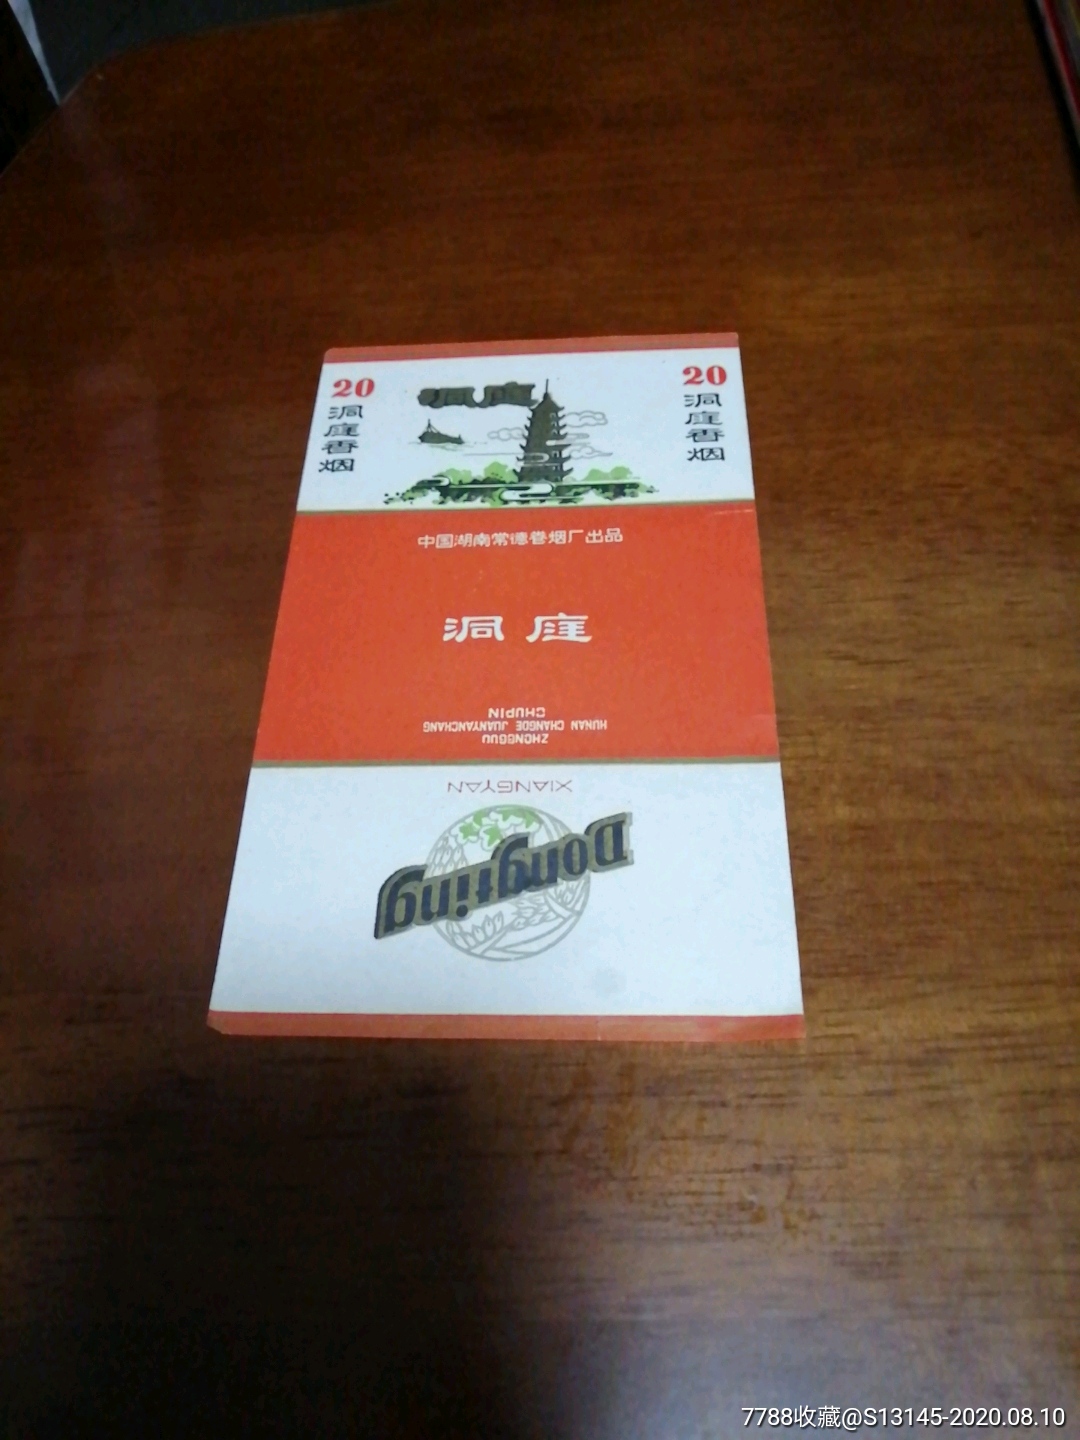 20
洞庭香烟
洞庭
20
洞庭香烟
中国湖南常德卷烟厂出品
洞庭
ZHONGGUO
HUNAN CHANGDE JUANYANCHANG
CHUPIN
Dongting
XIANGYAN
7788收藏@S13145-2020.08.10